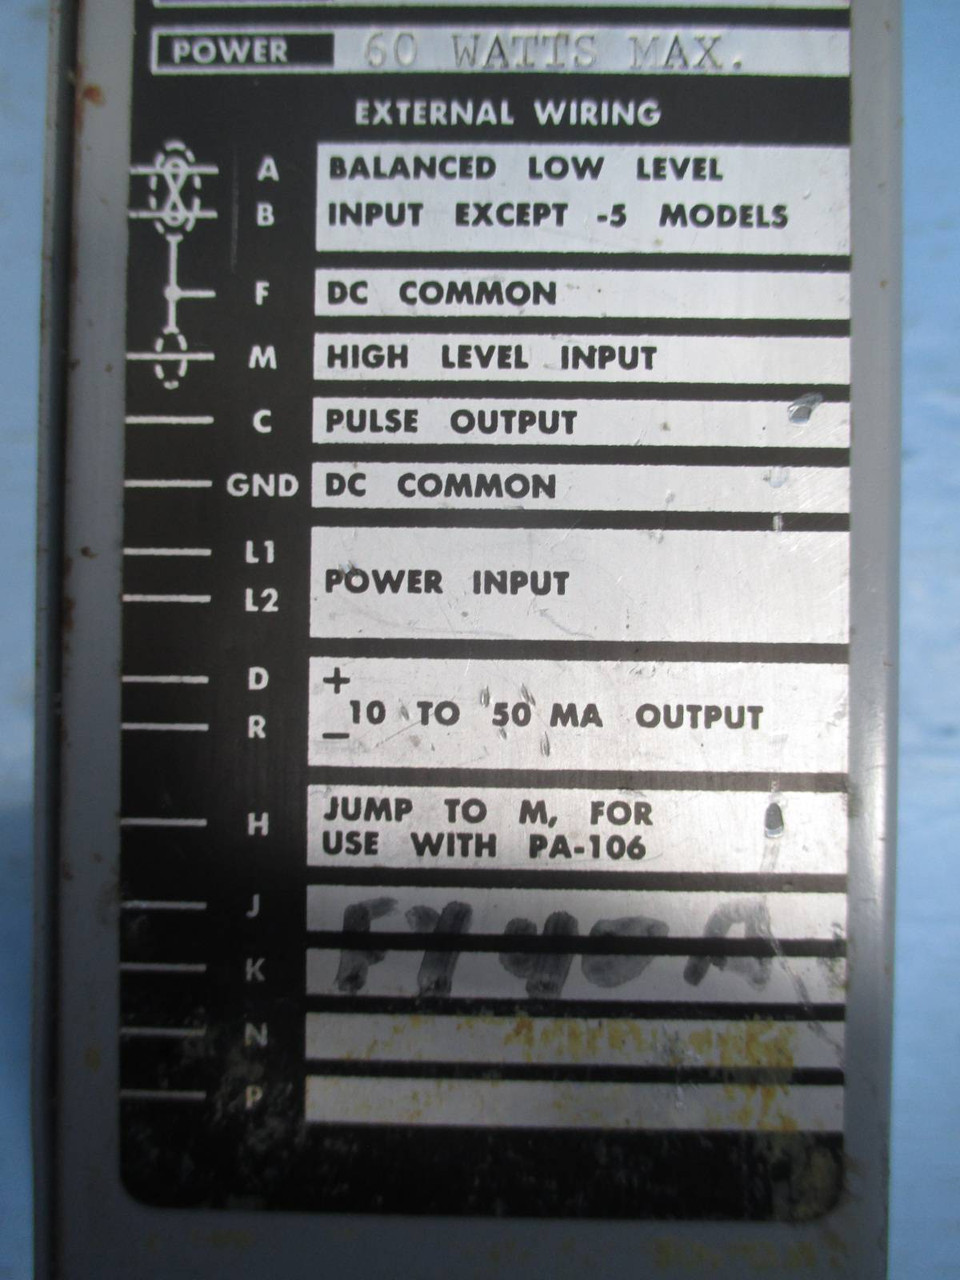 POWER 60 WATTS MAX.
EXTERNAL WIRING
A BALANCED LOW LEVEL
B INPUT EXCEPT -5 MODELS
F DC COMMON
M HIGH LEVEL INPUT
C PULSE OUTPUT
GND DC COMMON
L1
POWER INPUT
L2
D +
10 TO 50 MA OUTPUT
R –
JUMP TO M, FOR
H
USE WITH PA-106
J
K
N
P